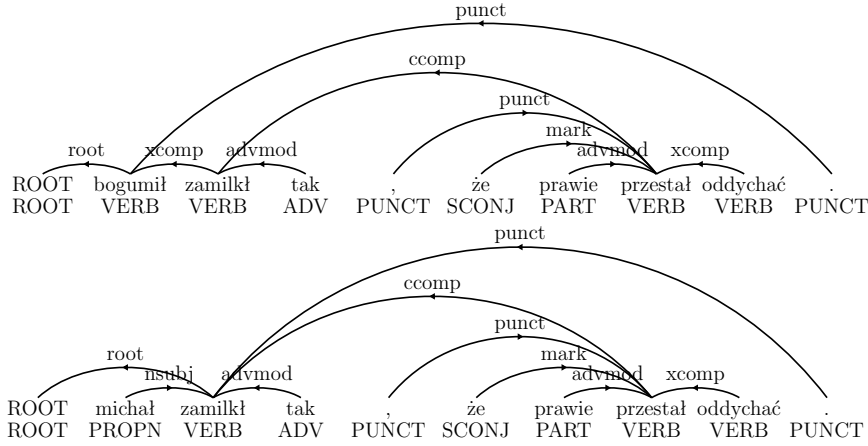 punct
ccomp
punct
mark
root xcomp advmod advmod xcomp
ROOT bogumił zamilkł tak , że prawie przestał oddychać .
ROOT VERB VERB ADV PUNCT SCONJ PART VERB VERB PUNCT
punct
ccomp
punct
root mark
nsubj advmod advmod xcomp
ROOT michał zamilkł tak , że prawie przestał oddychać .
ROOT PROPN VERB ADV PUNCT SCONJ PART VERB VERB PUNCT